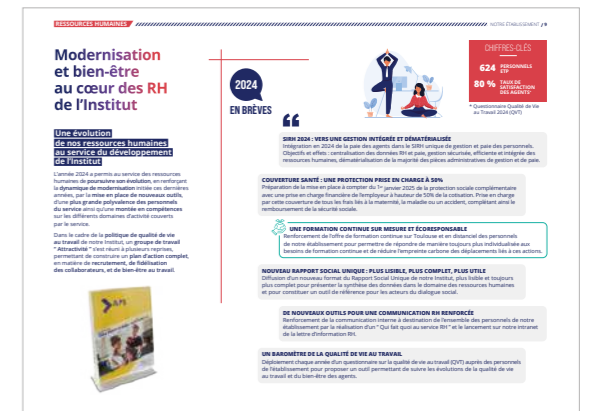 RESSOURCES HUMAINES
NOTRE ÉTABLISSEMENT / 9
Modernisation
et bien-être
au cœur des RH
de l'Institut
Une évolution
de nos ressources humaines
au service du développement
de l'Institut
L'année 2024 a permis au service des ressources
humaines de poursuivre son évolution, en renforçant
la dynamique de modernisation initiée ces dernières
années, par la mise en place de nouveaux outils,
d'une plus grande polyvalence des personnels
du service ainsi qu'une montée en compétences
sur les différents domaines d'activité couverts
par le service.
Dans le cadre de la politique de qualité de vie
au travail de notre Institut, un groupe de travail
" Attractivité " s'est réuni à plusieurs reprises,
permettant de construire un plan d'action complet,
en matière de recrutement, de fidélisation
des collaborateurs, et de bien-être au travail.
2024
EN BRÈVES
CHIFFRES-CLÉS
624 PERSONNELS
ETP
80 % TAUX DE
SATISFACTION
DES AGENTS*
* Questionnaire Qualité de Vie
au Travail 2024 (QVT)
SIRH 2024 : VERS UNE GESTION INTÉGRÉE ET DÉMATÉRIALISÉE
Intégration en 2024 de la paie des agents dans le SIRH unique de gestion et paie des personnels.
Objectifs et effets : centralisation des données RH et paie, gestion sécurisée, efficiente et intégrée des
ressources humaines, dématérialisation de la majorité des pièces administratives de gestion et de paie.
COUVERTURE SANTÉ : UNE PROTECTION PRISE EN CHARGE À 50%
Préparation de la mise en place à compter du 1er janvier 2025 de la protection sociale complémentaire
avec une prise en charge financière de l'employeur à hauteur de 50% de la cotisation. Prise en charge
par cette couverture de tous les frais liés à la maternité, la maladie ou un accident, complétant ainsi le
remboursement de la sécurité sociale.
UNE FORMATION CONTINUE SUR MESURE ET ÉCORESPONSABLE
Renforcement de l'offre de formation continue sur Toulouse et en distanciel des personnels
de notre établissement pour permettre de répondre de manière toujours plus individualisée aux
besoins de formation continue et de réduire l'empreinte carbone des déplacements liés à ces actions.
NOUVEAU RAPPORT SOCIAL UNIQUE : PLUS LISIBLE, PLUS COMPLET, PLUS UTILE
Diffusion d'un nouveau format du Rapport Social Unique de notre Institut, plus lisible et toujours
plus complet pour présenter la synthèse des données dans le domaine des ressources humaines
et pour constituer un outil de référence pour les acteurs du dialogue social.
DE NOUVEAUX OUTILS POUR UNE COMMUNICATION RH RENFORCÉE
Renforcement de la communication interne à destination de l'ensemble des personnels de notre
établissement par la réalisation d'un " Qui fait quoi au service RH " et le lancement sur notre intranet
de la lettre d'information RH.
UN BAROMÈTRE DE LA QUALITÉ DE VIE AU TRAVAIL
Déploiement chaque année d'un questionnaire sur la qualité de vie au travail (QVT) auprès des personnels
de l'établissement pour proposer un outil permettant de suivre les évolutions de la qualité de vie
au travail et du bien-être des agents.